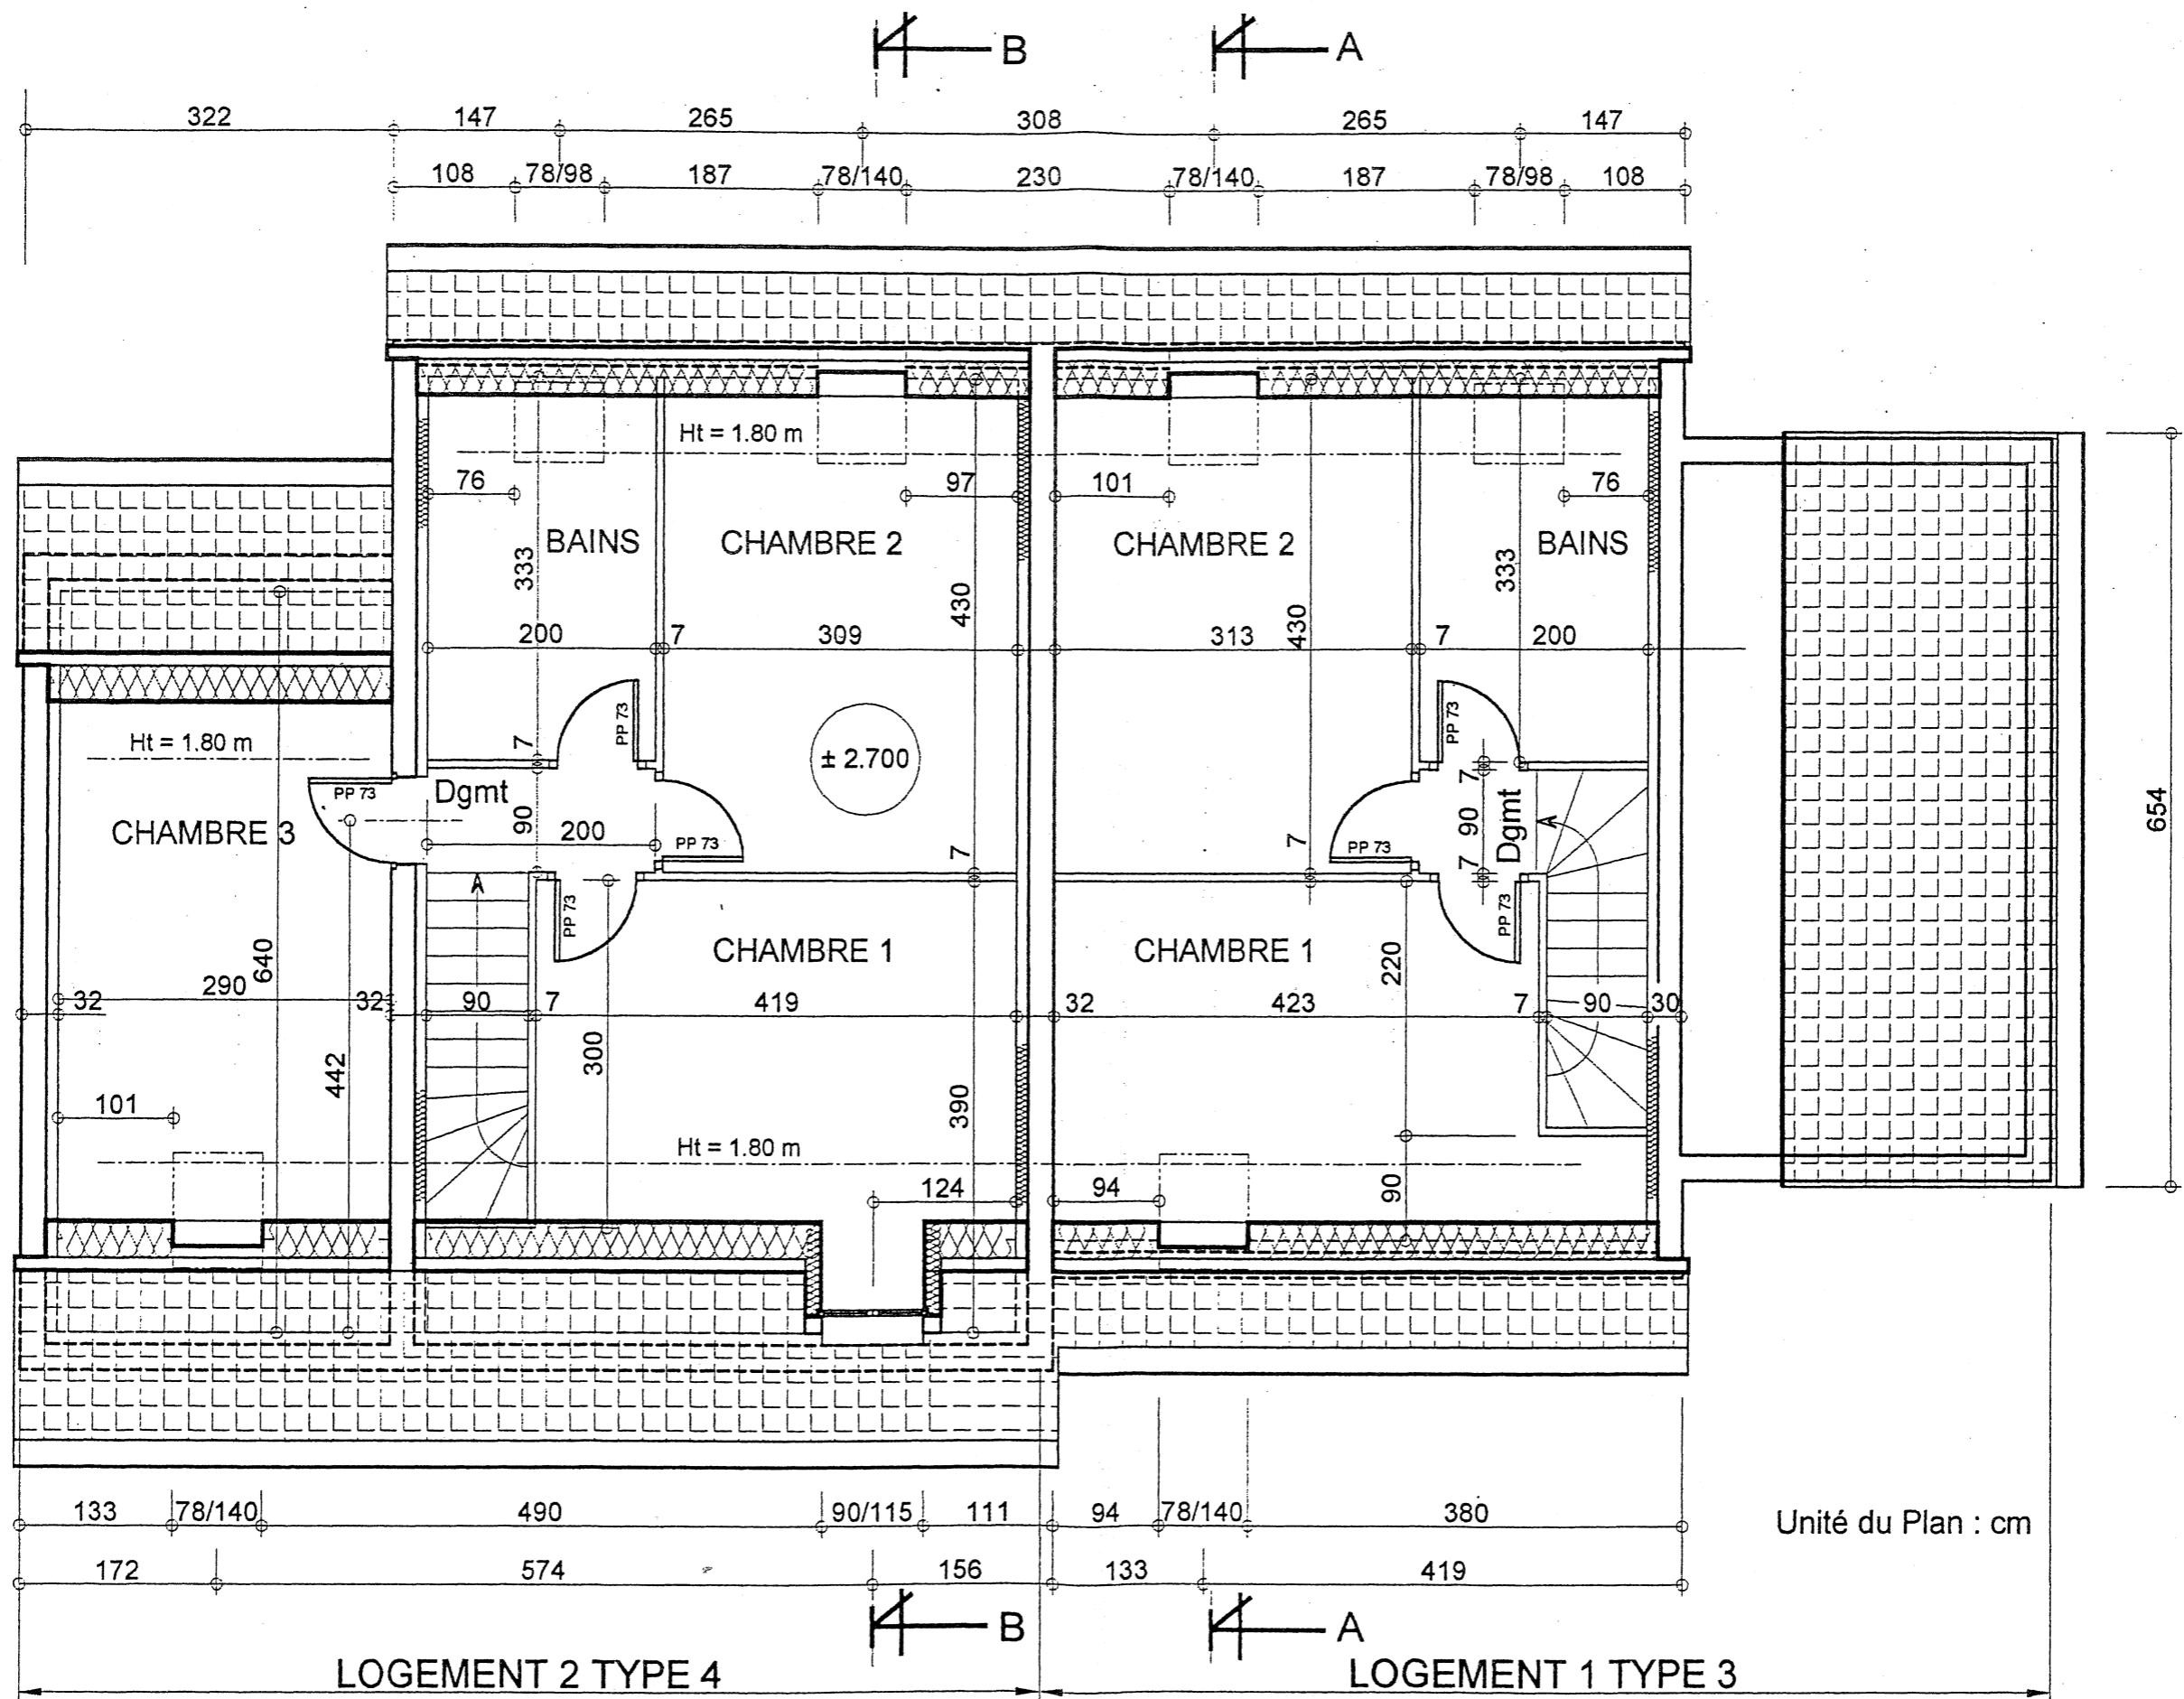 B A
322 147 265 308 265 147
108 78/98 187 78/140 230 78/140 187 78/98 108
Ht = 1.80 m
76 97 101 76
BAINS CHAMBRE 2 CHAMBRE 2 BAINS
333 430 430 333
200 7 309 313 7 200
PP 73 PP 73
Ht = 1.80 m 7 ± 2.700 7
PP 73 Dgmt 90 90 Dgmt A
CHAMBRE 3 200 PP 73 7 7 PP 73 7
654
A PP 73 PP 73
CHAMBRE 1 CHAMBRE 1
640 220
290
32 32 90 7 419 32 423 7 90 30
442 300 390
101
Ht = 1.80 m
124 94 90
133 78/140 490 90/115 111 94 78/140 380
Unité du Plan : cm
172 574 156 133 419
B A
LOGEMENT 2 TYPE 4 LOGEMENT 1 TYPE 3